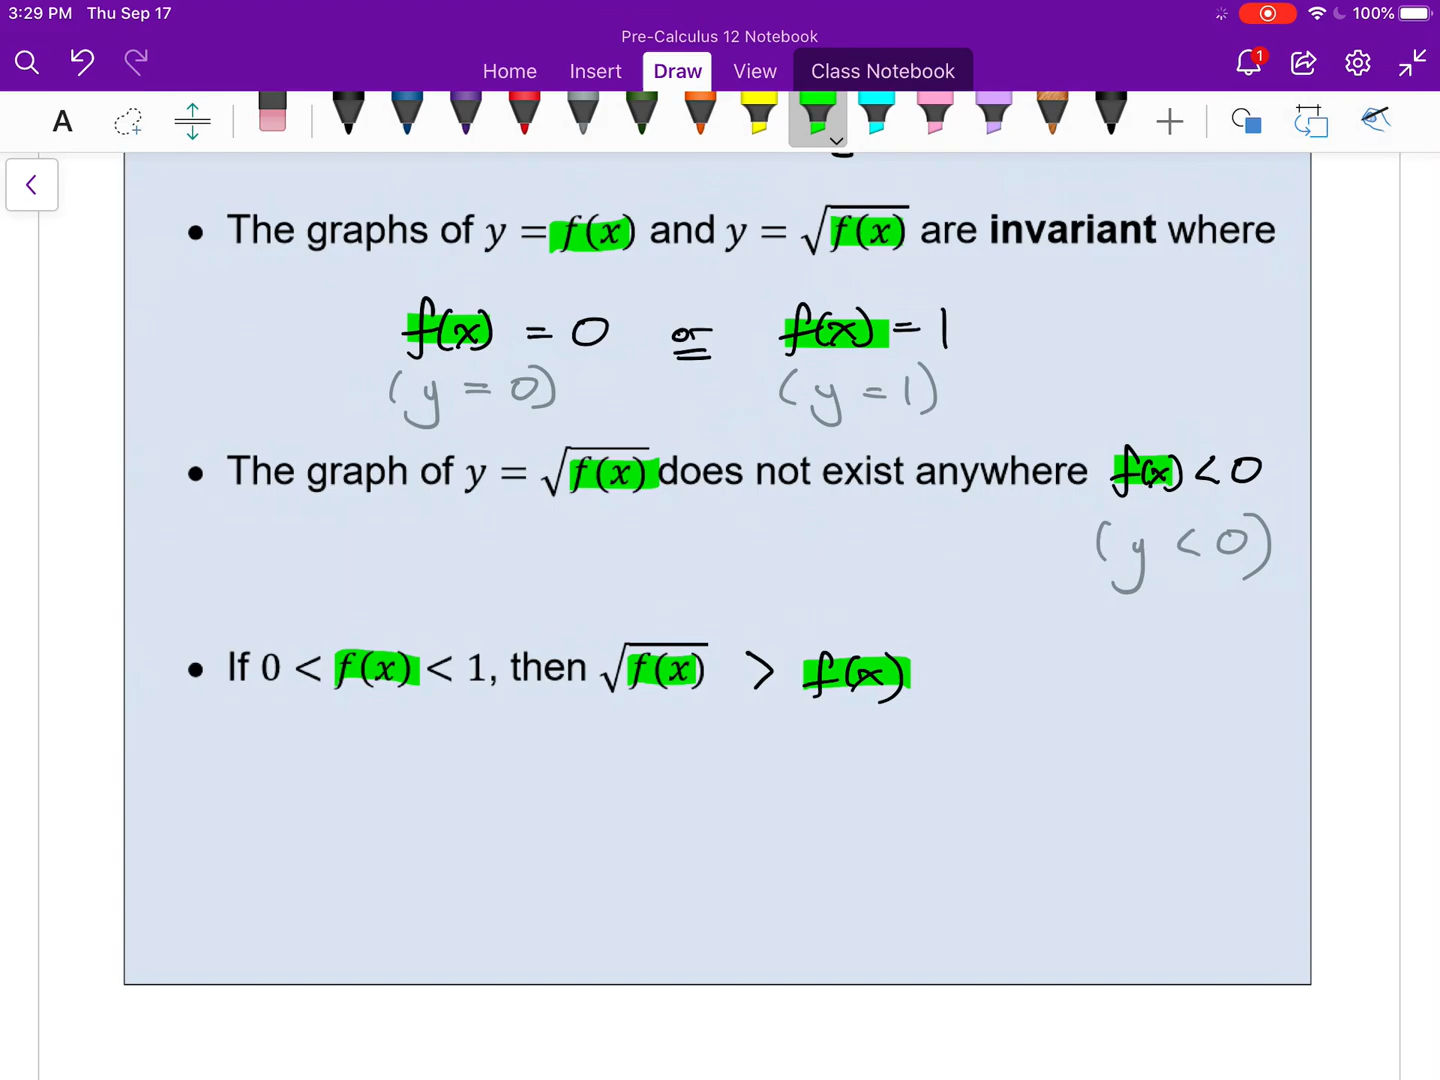 3:29 PM Thu Sep 17
100%
Pre-Calculus 12 Notebook
Home Insert Draw View Class Notebook
1
A
• The graphs of y = f(x) and y = √f(x) are invariant where
f(x) = 0 or f(x) = 1
(y = 0) (y = 1)
• The graph of y = √f(x) does not exist anywhere f(x) < 0
(y < 0)
• If 0 < f(x) < 1, then √f(x) > f(x)